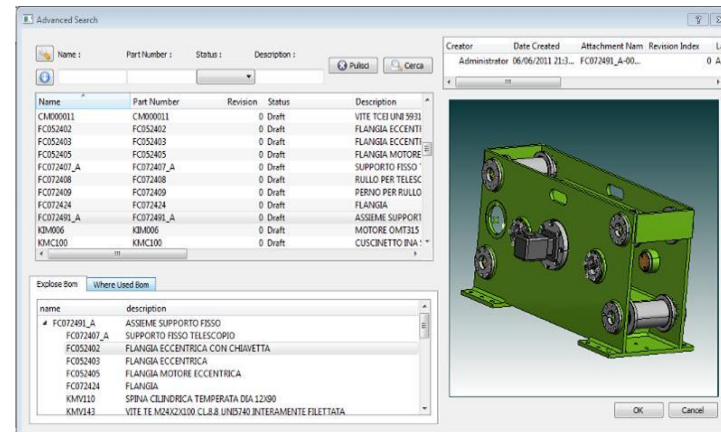 Advanced Search
Name : Part Number : Status : Description :
Pulisci Cerca
Name Part Number Revision Status Description
CM000011 CM000011 0 Draft VITE TCEI UNI 5931
FC052402 FC052402 0 Draft FLANGIA ECCENTI
FC052403 FC052403 0 Draft FLANGIA ECCENTI
FC052405 FC052405 0 Draft FLANGIA MOTORE
FC072407_A FC072407_A 0 Draft SUPPORTO FISSO
FC072408 FC072408 0 Draft RULLO PER TELESC
FC072409 FC072409 0 Draft PERNO PER RULLO
FC072424 FC072424 0 Draft FLANGIA
FC072491_A FC072491_A 0 Draft ASSIEME SUPPORT
KIM006 KIM006 0 Draft MOTORE OMT315
KMC100 KMC100 0 Draft CUSCINETTO INA
Explose Bom Where Used Bom
name description
FC072491_A ASSIEME SUPPORTO FISSO
FC072407_A SUPPORTO FISSO TELESCOPIO
FC052402 FLANGIA ECCENTRICA CON CHIAVETTA
FC052403 FLANGIA ECCENTRICA
FC052405 FLANGIA MOTORE ECCENTRICA
FC072424 FLANGIA
KMV110 SPINA CILINDRICA TEMPERATA DIA 12X90
KMV143 VITE TE M24X2X100 CL.8.8 UNI5740 INTERAMENTE FILETTATA
Creator Date Created Attachment Nam Revision Index
Administrator 06/06/2011 21:3... FC072491_A-00... 0 A
OK Cancel